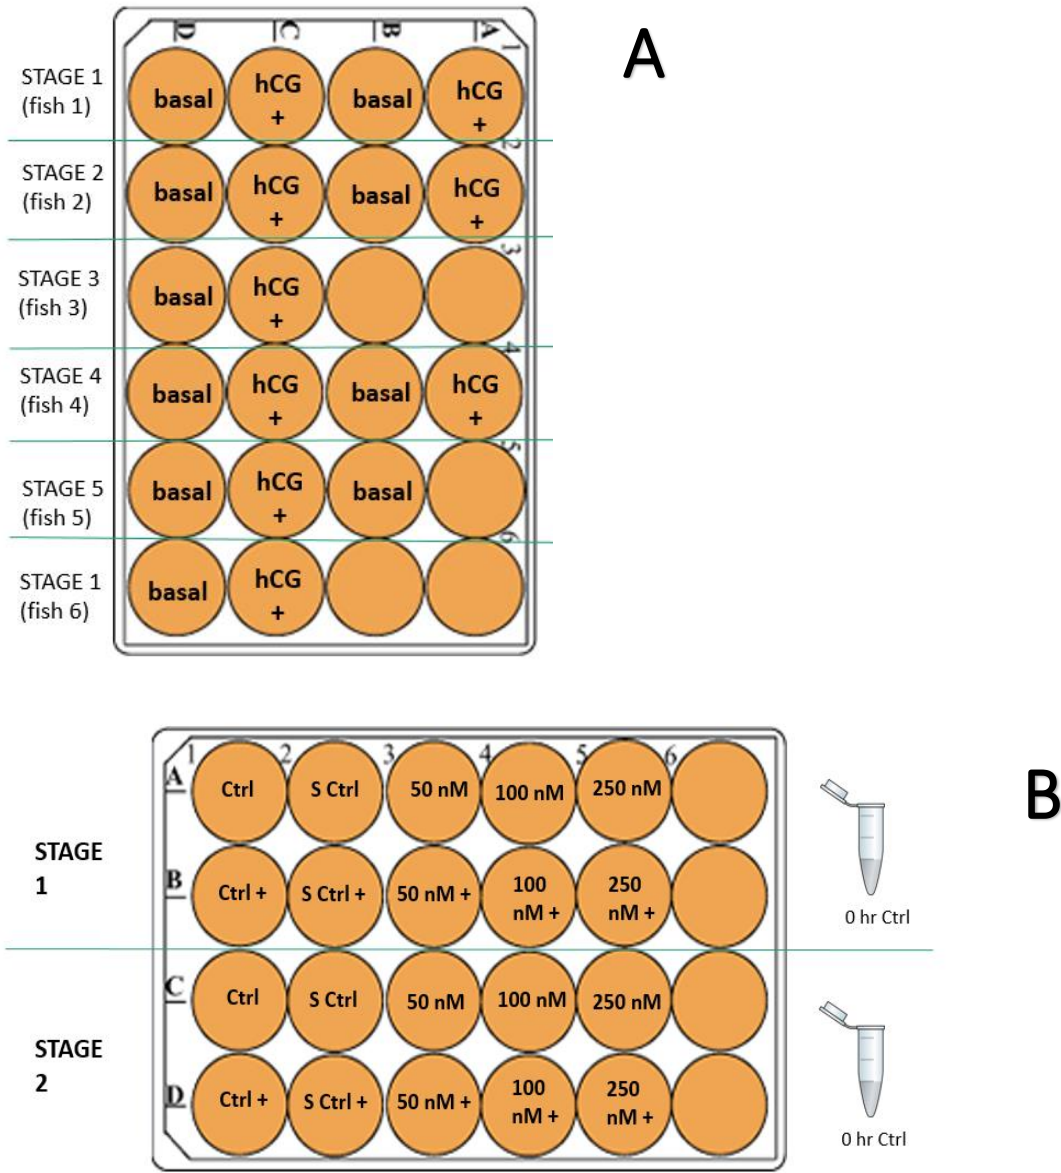 A
D C B A
1
STAGE 1
(fish 1)
basal hCG + basal hCG +
2
STAGE 2
(fish 2)
basal hCG + basal hCG +
3
STAGE 3
(fish 3)
basal hCG +
4
STAGE 4
(fish 4)
basal hCG + basal hCG +
5
STAGE 5
(fish 5)
basal hCG + basal
6
STAGE 1
(fish 6)
basal hCG +
B
1 2 3 4 5 6
A
Ctrl S Ctrl 50 nM 100 nM 250 nM
STAGE
1
B
Ctrl + S Ctrl + 50 nM + 100 nM + 250 nM +
0 hr Ctrl
C
Ctrl S Ctrl 50 nM 100 nM 250 nM
STAGE
2
D
Ctrl + S Ctrl + 50 nM + 100 nM + 250 nM +
0 hr Ctrl